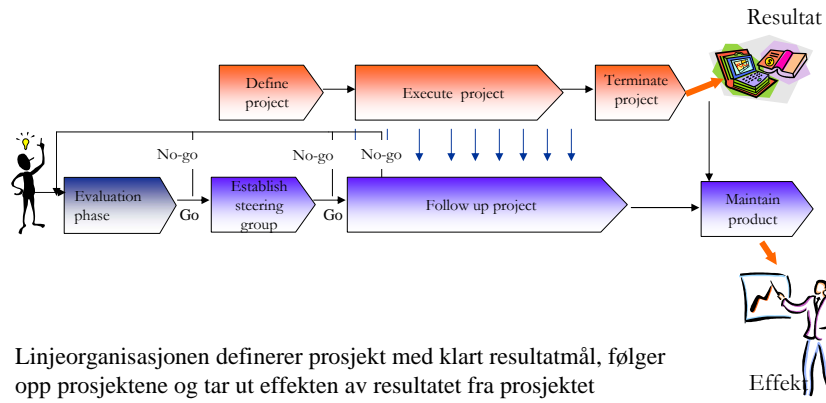 Resultat
Define
project
Execute project
Terminate
project
No-go
No-go
No-go
Evaluation
phase
Go
Establish
steering
group
Go
Follow up project
Maintain
product
Linjeorganisasjonen definerer prosjekt med klart resultatmål, følger
opp prosjektene og tar ut effekten av resultatet fra prosjektet
Effekt